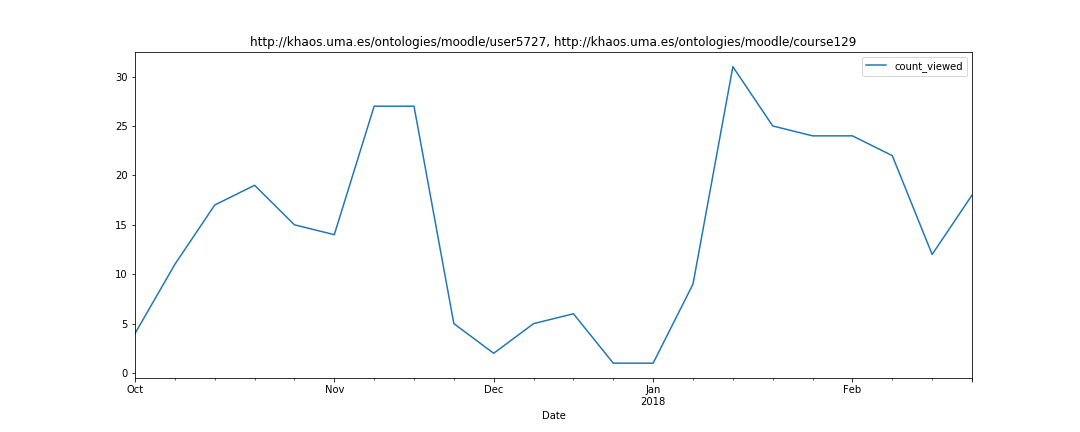 http://khaos.uma.es/ontologies/moodle/user5727, http://khaos.uma.es/ontologies/moodle/course129
count_viewed
30
25
20
15
10
5
0
Oct Nov Dec Jan Feb
2018
Date